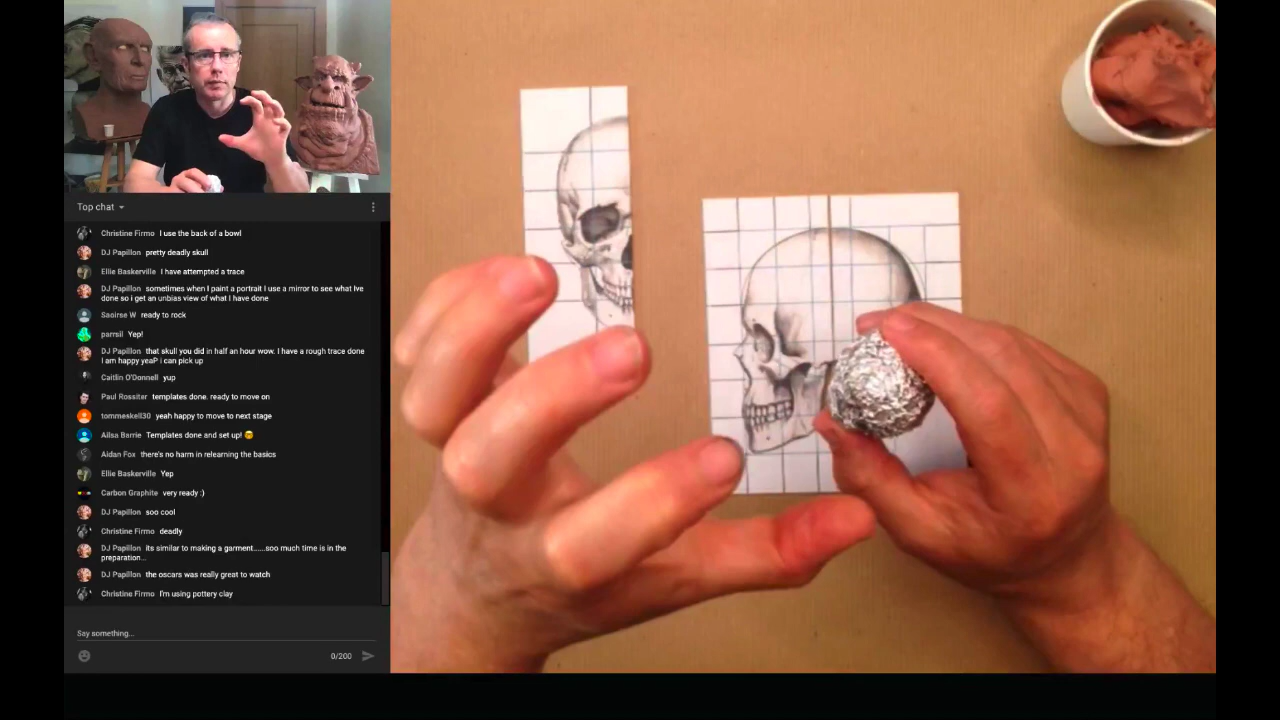 Top chat
Christine Firmo I use the back of a bowl
DJ Papillon pretty deadly skull
Ellie Baskerville I have attempted a trace
DJ Papillon sometimes when I paint a portrait I use a mirror to see what Ive
done so i get an unbias view of what I have done
Saoirse W ready to rock
parrsil Yep!
DJ Papillon that skull you did in half an hour wow. I have a rough trace done
I am happy yeaP i can pick up
Caitlin O'Donnell yup
Paul Rossiter templates done. ready to move on
tommeskell30 yeah happy to move to next stage
Ailsa Barrie Templates done and set up! 🤯
Aidan Fox there's no harm in relearning the basics
Ellie Baskerville Yep
Carbon Graphite very ready :)
DJ Papillon soo cool
Christine Firmo deadly
DJ Papillon its similar to making a garment......soo much time is in the
preparation...
DJ Papillon the oscars was really great to watch
Christine Firmo I'm using pottery clay
Say something...
0/200